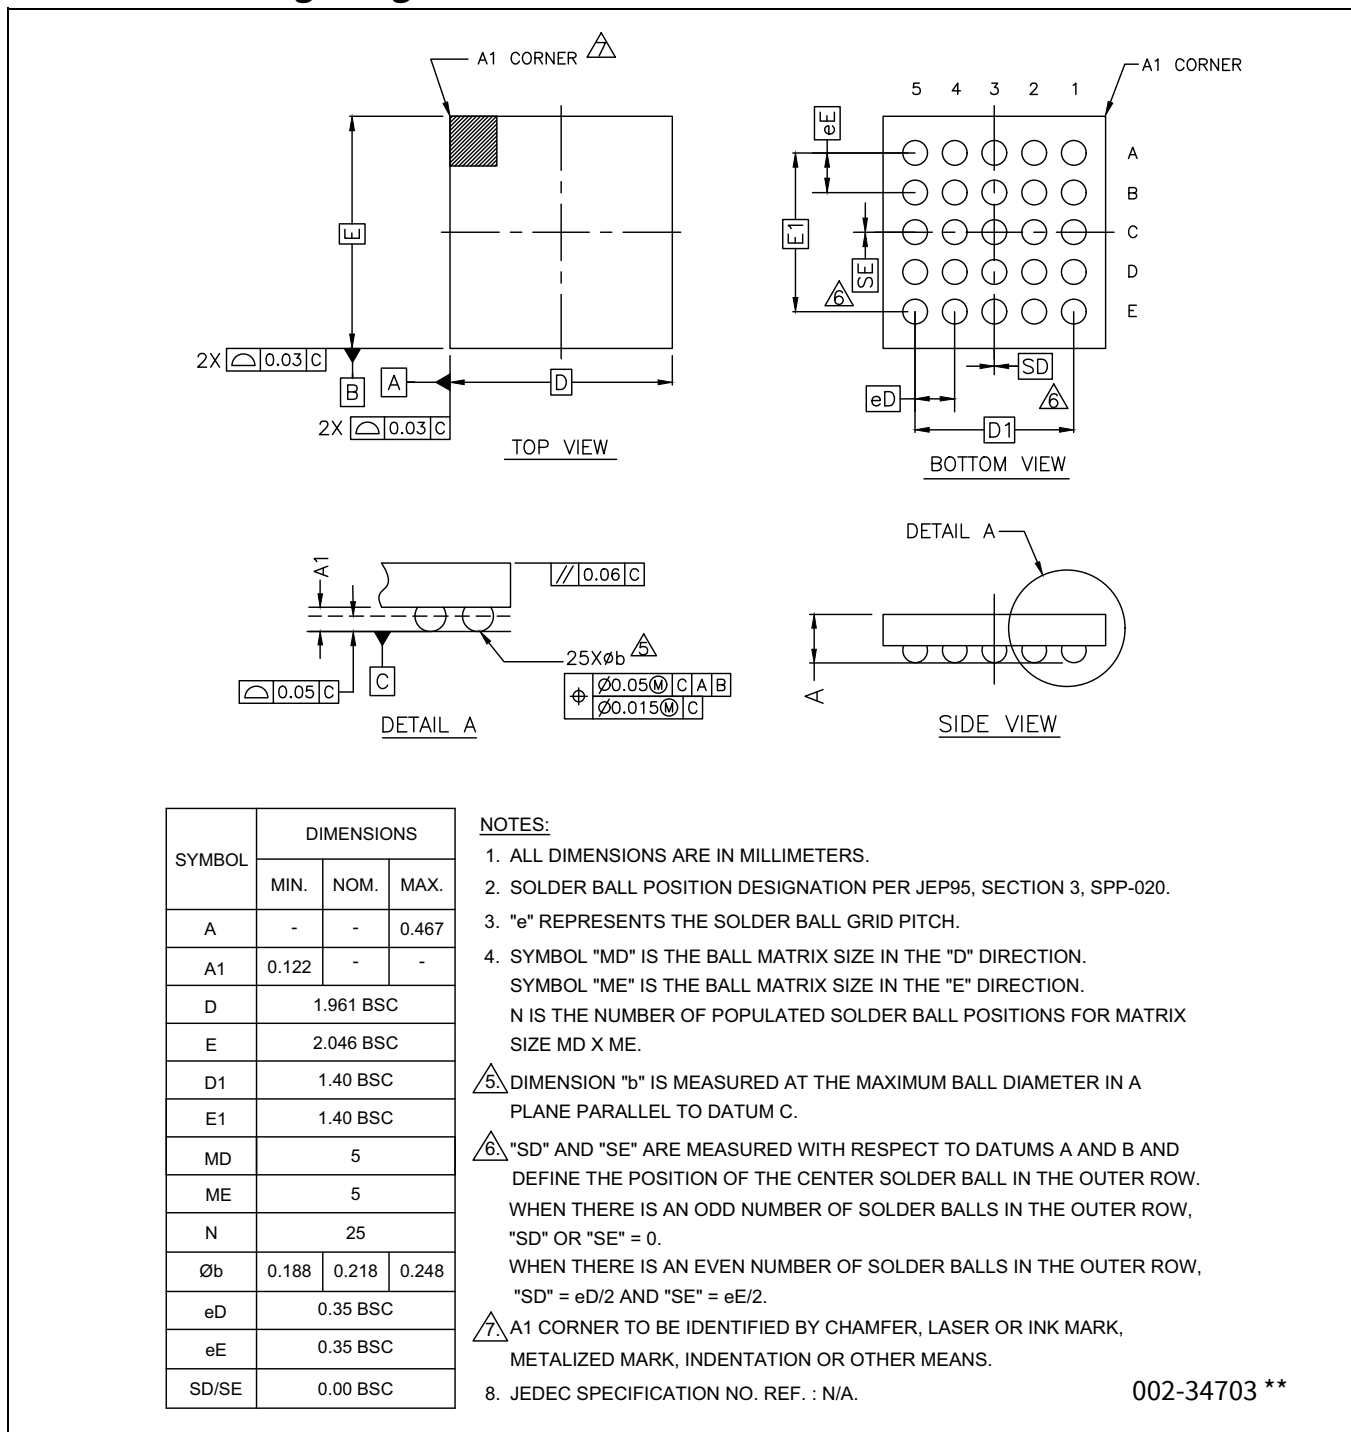 A1 CORNER 7
E
2X 0.03 C
B
A
D
2X 0.03 C
TOP VIEW
A1 CORNER
5 4 3 2 1
eE
A
B
E1
C
SE
D
6
E
SD
eD
6
D1
BOTTOM VIEW
A1
// 0.06 C
25XØb 5
C
0.05 C
Ø0.05Ⓜ C A B
Ø0.015Ⓜ C
DETAIL A
DETAIL A
A
SIDE VIEW
SYMBOL DIMENSIONS
MIN. NOM. MAX.
A - - 0.467
A1 0.122 - -
D 1.961 BSC
E 2.046 BSC
D1 1.40 BSC
E1 1.40 BSC
MD 5
ME 5
N 25
Øb 0.188 0.218 0.248
eD 0.35 BSC
eE 0.35 BSC
SD/SE 0.00 BSC
NOTES:
1. ALL DIMENSIONS ARE IN MILLIMETERS.
2. SOLDER BALL POSITION DESIGNATION PER JEP95, SECTION 3, SPP-020.
3. "e" REPRESENTS THE SOLDER BALL GRID PITCH.
4. SYMBOL "MD" IS THE BALL MATRIX SIZE IN THE "D" DIRECTION.
SYMBOL "ME" IS THE BALL MATRIX SIZE IN THE "E" DIRECTION.
N IS THE NUMBER OF POPULATED SOLDER BALL POSITIONS FOR MATRIX
SIZE MD X ME.
5. DIMENSION "b" IS MEASURED AT THE MAXIMUM BALL DIAMETER IN A
PLANE PARALLEL TO DATUM C.
6. "SD" AND "SE" ARE MEASURED WITH RESPECT TO DATUMS A AND B AND
DEFINE THE POSITION OF THE CENTER SOLDER BALL IN THE OUTER ROW.
WHEN THERE IS AN ODD NUMBER OF SOLDER BALLS IN THE OUTER ROW,
"SD" OR "SE" = 0.
WHEN THERE IS AN EVEN NUMBER OF SOLDER BALLS IN THE OUTER ROW,
"SD" = eD/2 AND "SE" = eE/2.
7. A1 CORNER TO BE IDENTIFIED BY CHAMFER, LASER OR INK MARK,
METALIZED MARK, INDENTATION OR OTHER MEANS.
8. JEDEC SPECIFICATION NO. REF. : N/A.
002-34703 **